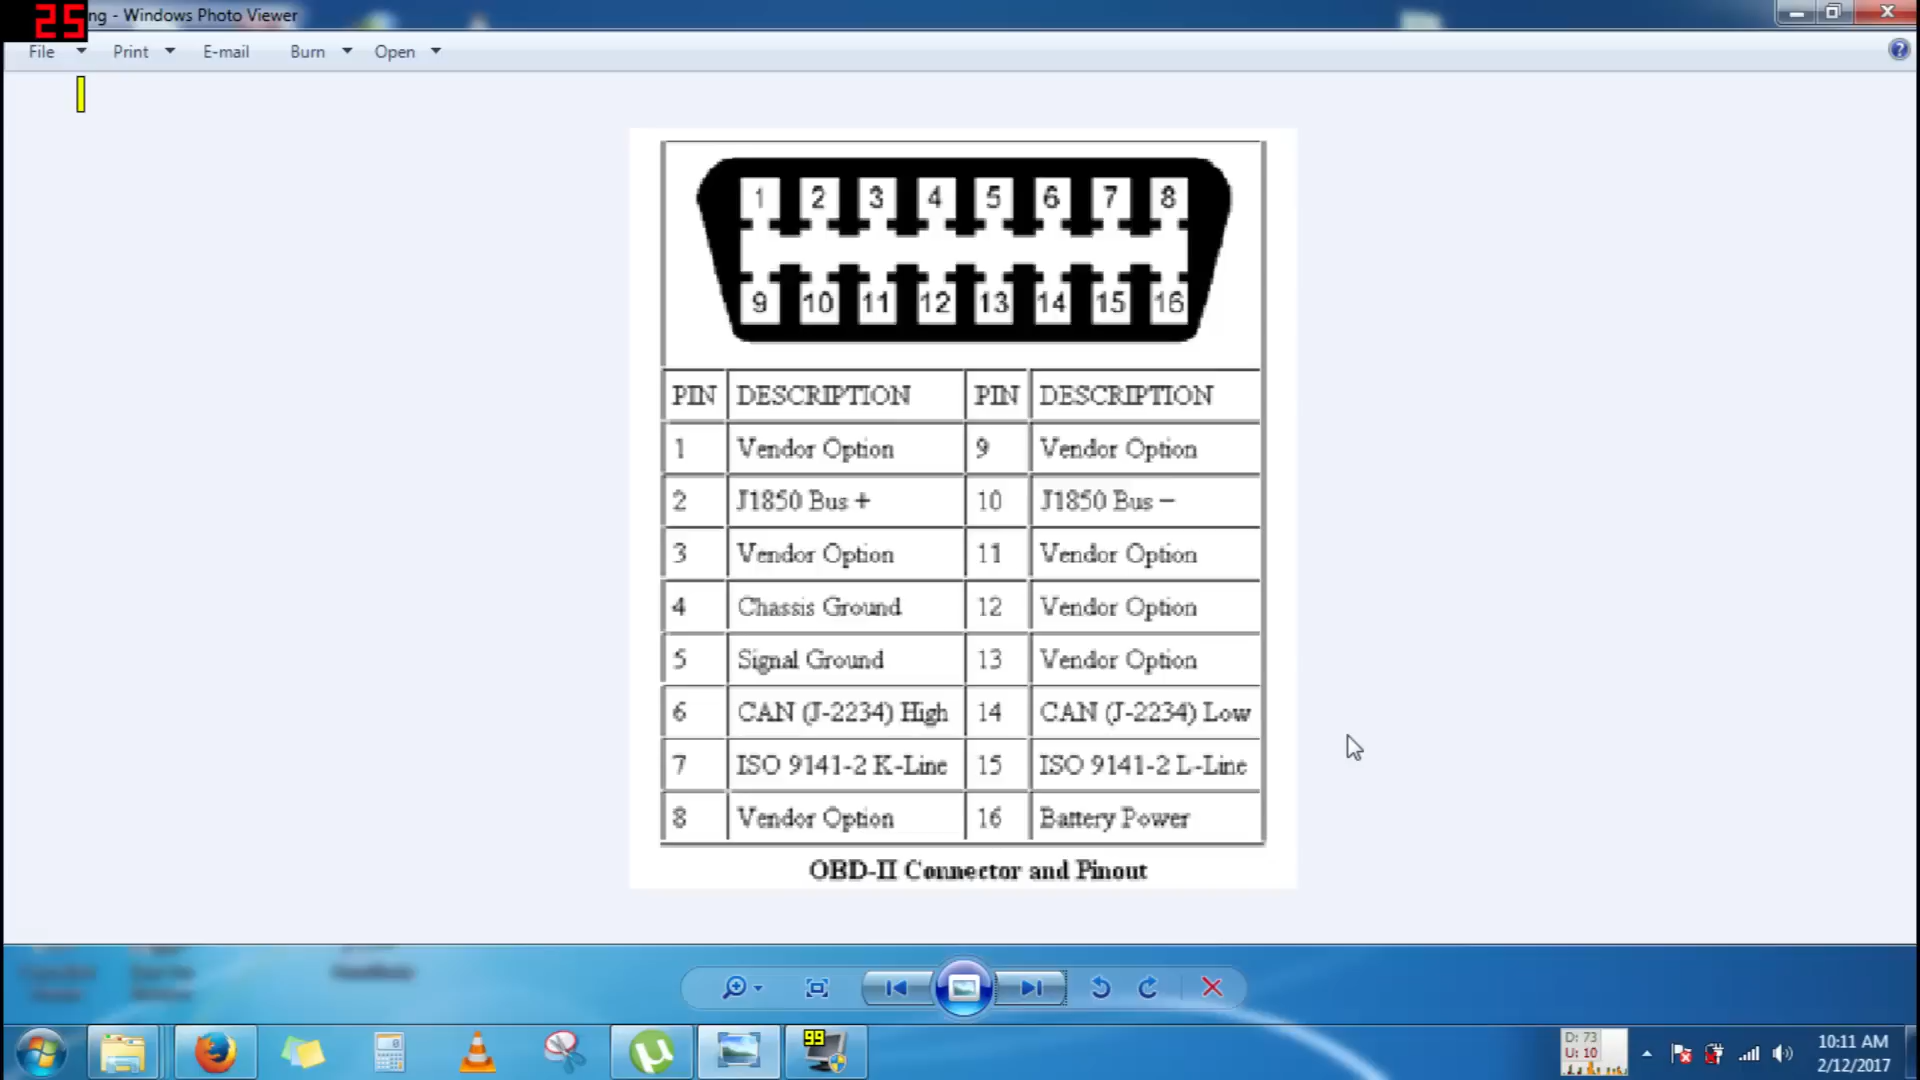 25
ng - Windows Photo Viewer
File Print E-mail Burn Open
1 2 3 4 5 6 7 8
9 10 11 12 13 14 15 16
PIN DESCRIPTION PIN DESCRIPTION
1 Vendor Option 9 Vendor Option
2 J1850 Bus + 10 J1850 Bus −
3 Vendor Option 11 Vendor Option
4 Chassis Ground 12 Vendor Option
5 Signal Ground 13 Vendor Option
6 CAN (J-2234) High 14 CAN (J-2234) Low
7 ISO 9141-2 K-Line 15 ISO 9141-2 L-Line
8 Vendor Option 16 Battery Power
OBD-II Connector and Pinout
99
D: 73
U: 10
10:11 AM
2/12/2017